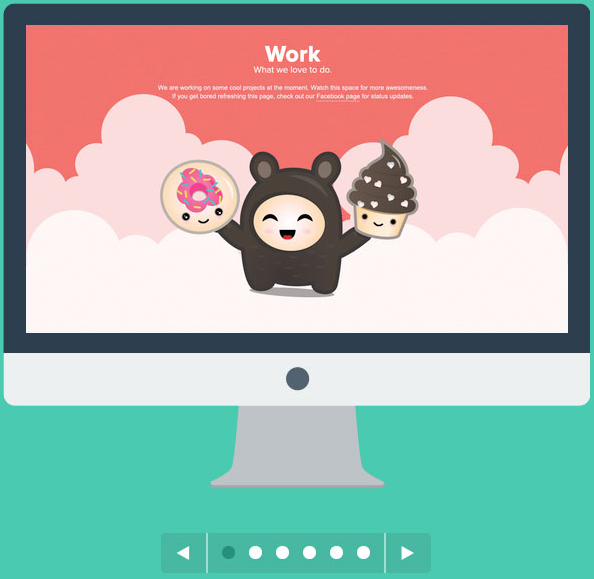 Work
What we love to do.
We are working on some cool projects at the moment. Watch this space for more awesomeness.
If you get bored refreshing this page, check out our Facebook page for status updates.